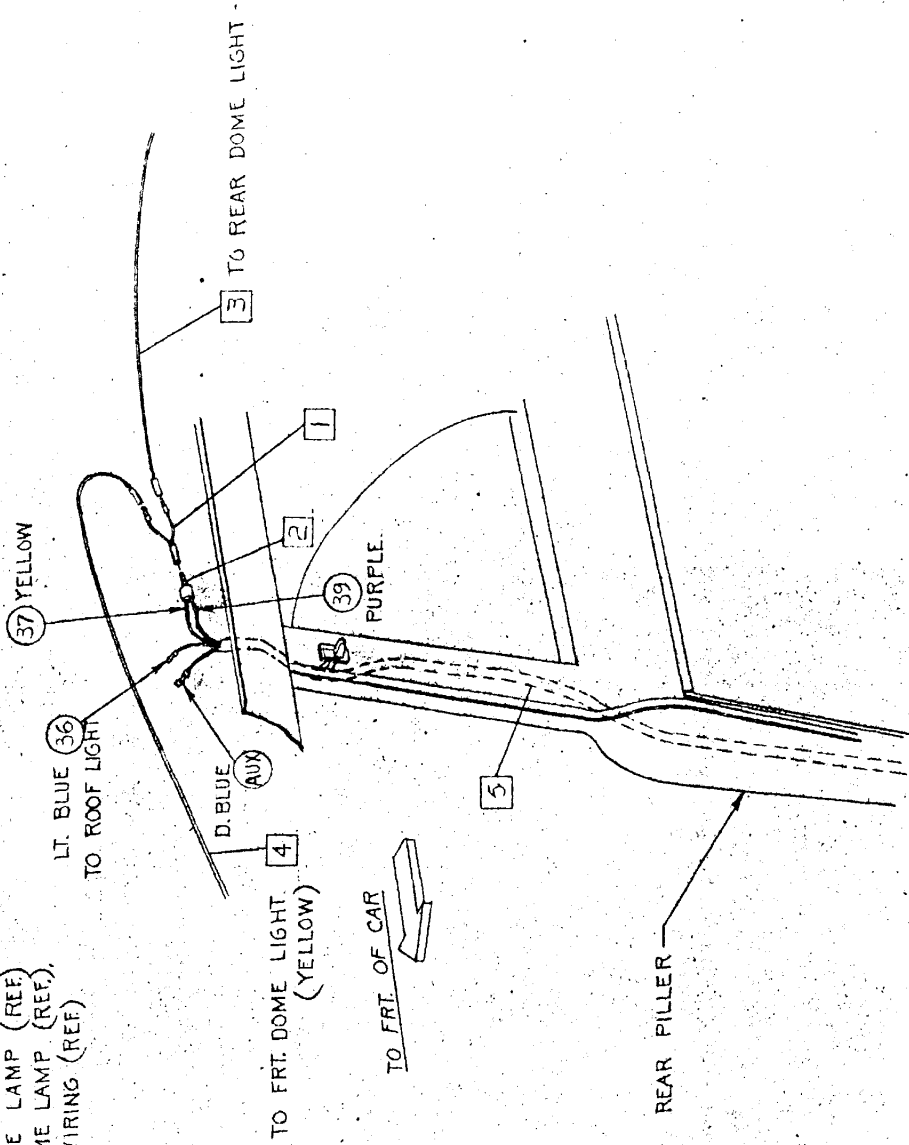 E LAMP (REF.)
ME LAMP (REF.),
WIRING (REF.)
37 YELLOW
LT. BLUE 36
TO ROOF LIGHT
D. BLUE
AUX
4
TO FRT. DOME LIGHT
(YELLOW)
TO FRT. OF CAR
3 TO REAR DOME LIGHT -
1
2
39
PURPLE
5
REAR PILLER